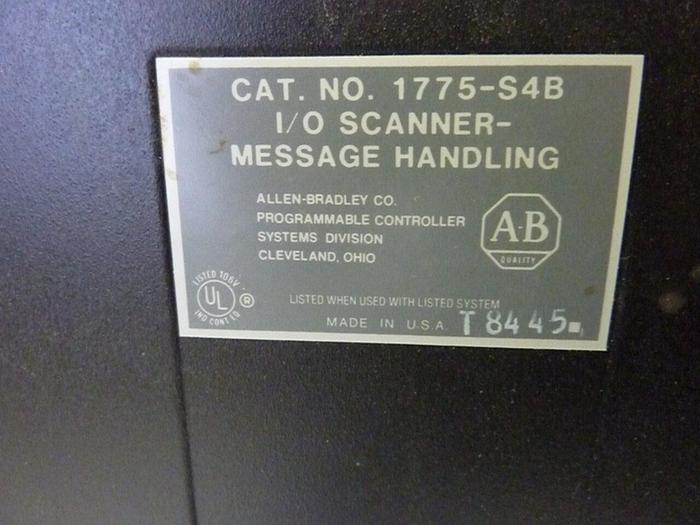 CAT. NO. 1775-S4B
I/O SCANNER-
MESSAGE HANDLING
ALLEN-BRADLEY CO.
PROGRAMMABLE CONTROLLER
SYSTEMS DIVISION
CLEVELAND, OHIO
A-B
QUALITY
LISTED 106V
UL ®
IND CONT EQ
LISTED WHEN USED WITH LISTED SYSTEM
MADE IN U.S.A. T8445